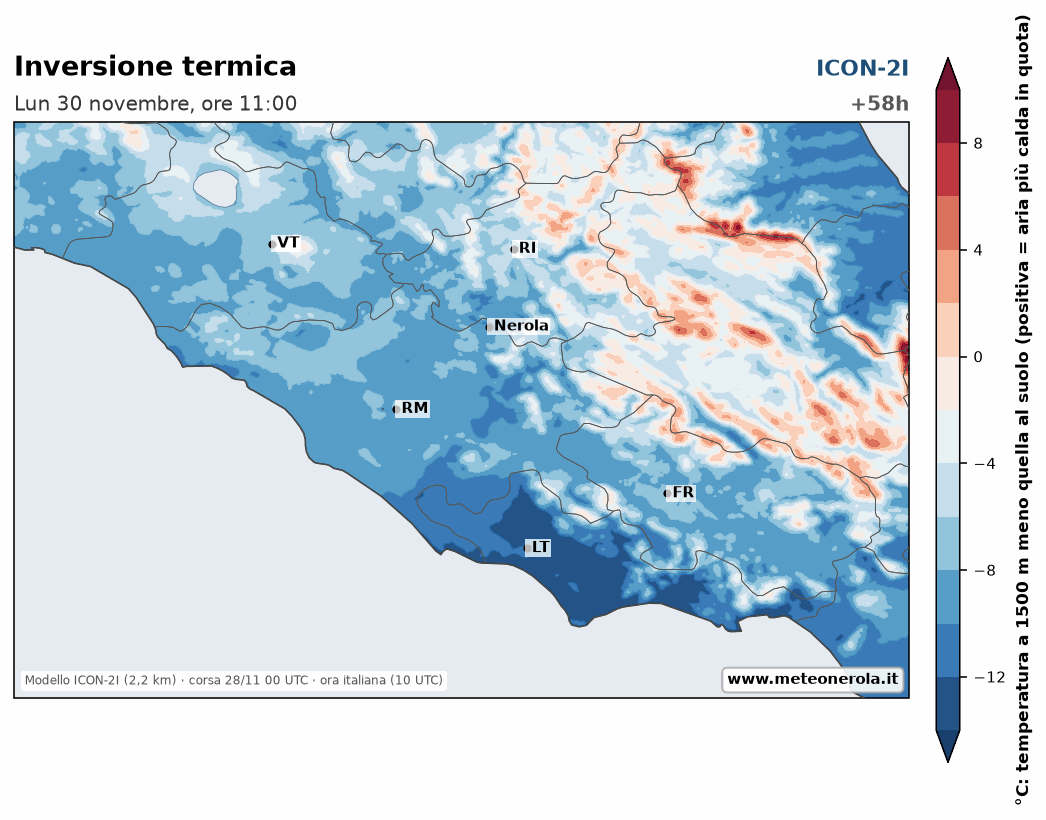 Inversione termica
ICON-2I
Lun 30 novembre, ore 11:00
+58h
VT
RI
Nerola
RM
FR
LT
Modello ICON-2I (2,2 km) · corsa 28/11 00 UTC · ora italiana (10 UTC)
www.meteonerola.it
8
4
0
−4
−8
−12
°C: temperatura a 1500 m meno quella al suolo (positiva = aria più calda in quota)